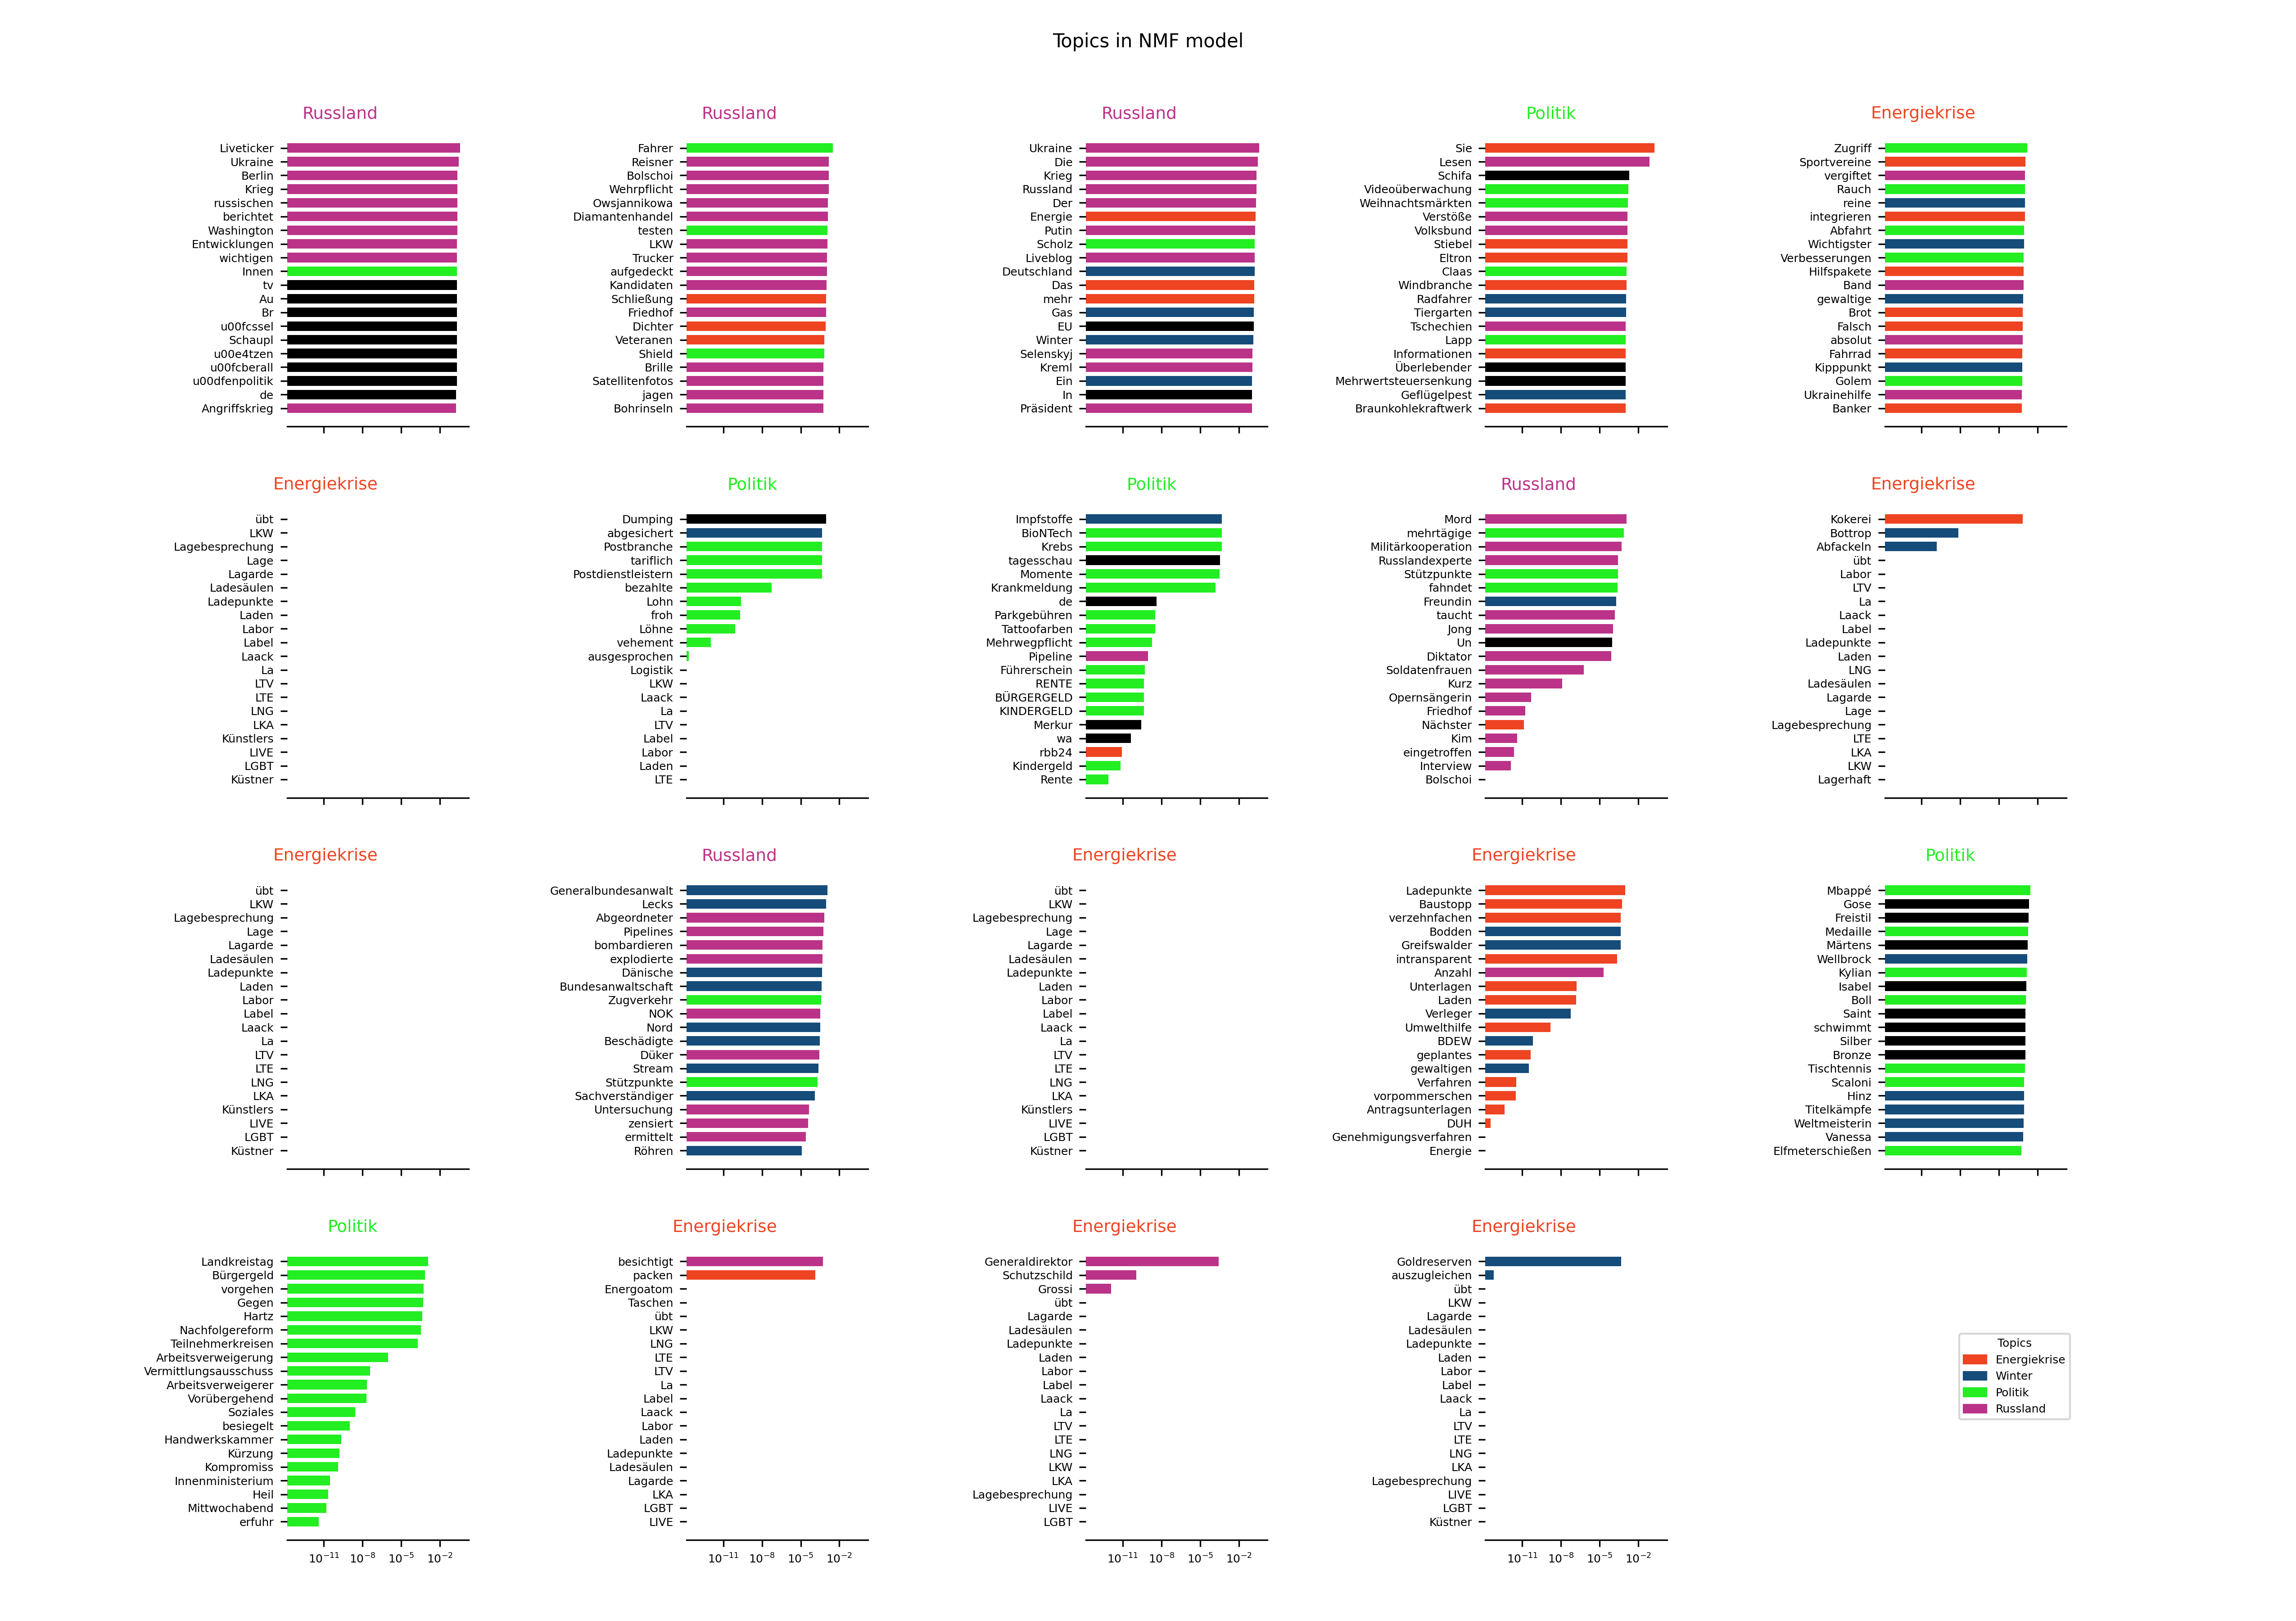 Topics in NMF model
Russland
Liveticker
Ukraine
Berlin
Krieg
russischen
berichtet
Washington
Entwicklungen
wichtigen
Innen
tv
Au
Br
u00fcssel
Schaupl
u00e4tzen
u00fcberall
u00dfenpolitik
de
Angriffskrieg
Russland
Fahrer
Reisner
Bolschoi
Wehrpflicht
Owsjannikowa
Diamantenhandel
testen
LKW
Trucker
aufgedeckt
Kandidaten
Schließung
Friedhof
Dichter
Veteranen
Shield
Brille
Satellitenfotos
jagen
Bohrinseln
Russland
Ukraine
Die
Krieg
Russland
Der
Energie
Putin
Scholz
Liveblog
Deutschland
Das
mehr
Gas
EU
Winter
Selenskyj
Kreml
Ein
In
Präsident
Politik
Sie
Lesen
Schifa
Videoüberwachung
Weihnachtsmärkten
Verstöße
Volksbund
Stiebel
Eltron
Claas
Windbranche
Radfahrer
Tiergarten
Tschechien
Lapp
Informationen
Überlebender
Mehrwertsteuersenkung
Geflügelpest
Braunkohlekraftwerk
Energiekrise
Zugriff
Sportvereine
vergiftet
Rauch
reine
integrieren
Abfahrt
Wichtigster
Verbesserungen
Hilfspakete
Band
gewaltige
Brot
Falsch
absolut
Fahrrad
Kipppunkt
Golem
Ukrainehilfe
Banker
Energiekrise
übt
LKW
Lagebesprechung
Lage
Lagarde
Ladesäulen
Ladepunkte
Laden
Labor
Label
Laack
La
LTV
LTE
LNG
LKA
Künstlers
LIVE
LGBT
Küstner
Politik
Dumping
abgesichert
Postbranche
tariflich
Postdienstleistern
bezahlte
Lohn
froh
Löhne
vehement
ausgesprochen
Logistik
LKW
Laack
La
LTV
Label
Labor
Laden
LTE
Politik
Impfstoffe
BioNTech
Krebs
tagesschau
Momente
Krankmeldung
de
Parkgebühren
Tattoofarben
Mehrwegpflicht
Pipeline
Führerschein
RENTE
BÜRGERGELD
KINDERGELD
Merkur
wa
rbb24
Kindergeld
Rente
Russland
Mord
mehrtägige
Militärkooperation
Russlandexperte
Stützpunkte
fahndet
Freundin
taucht
Jong
Un
Diktator
Soldatenfrauen
Kurz
Opernsängerin
Friedhof
Nächster
Kim
eingetroffen
Interview
Bolschoi
Energiekrise
Kokerei
Bottrop
Abfackeln
übt
Labor
LTV
La
Laack
Label
Ladepunkte
Laden
LNG
Ladesäulen
Lagarde
Lage
Lagebesprechung
LTE
LKA
LKW
Lagerhaft
Energiekrise
übt
LKW
Lagebesprechung
Lage
Lagarde
Ladesäulen
Ladepunkte
Laden
Labor
Label
Laack
La
LTV
LTE
LNG
LKA
Künstlers
LIVE
LGBT
Küstner
Russland
Generalbundesanwalt
Lecks
Abgeordneter
Pipelines
bombardieren
explodierte
Dänische
Bundesanwaltschaft
Zugverkehr
NOK
Nord
Beschädigte
Düker
Stream
Stützpunkte
Sachverständiger
Untersuchung
zensiert
ermittelt
Röhren
Energiekrise
übt
LKW
Lagebesprechung
Lage
Lagarde
Ladesäulen
Ladepunkte
Laden
Labor
Label
Laack
La
LTV
LTE
LNG
LKA
Künstlers
LIVE
LGBT
Küstner
Energiekrise
Ladepunkte
Baustopp
verzehnfachen
Bodden
Greifswalder
intransparent
Anzahl
Unterlagen
Laden
Verleger
Umwelthilfe
BDEW
geplantes
gewaltigen
Verfahren
vorpommerschen
Antragsunterlagen
DUH
Genehmigungsverfahren
Energie
Politik
Mbappé
Gose
Freistil
Medaille
Märtens
Wellbrock
Kylian
Isabel
Boll
Saint
schwimmt
Silber
Bronze
Tischtennis
Scaloni
Hinz
Titelkämpfe
Weltmeisterin
Vanessa
Elfmeterschießen
Politik
Landkreistag
Bürgergeld
vorgehen
Gegen
Hartz
Nachfolgereform
Teilnehmerkreisen
Arbeitsverweigerung
Vermittlungsausschuss
Arbeitsverweigerer
Vorübergehend
Soziales
besiegelt
Handwerkskammer
Kürzung
Kompromiss
Innenministerium
Heil
Mittwochabend
erfuhr
10⁻¹¹ 10⁻⁸ 10⁻⁵ 10⁻²
Energiekrise
besichtigt
packen
Energoatom
Taschen
übt
LKW
LNG
LTE
LTV
La
Label
Laack
Labor
Laden
Ladepunkte
Ladesäulen
Lagarde
LKA
LGBT
LIVE
10⁻¹¹ 10⁻⁸ 10⁻⁵ 10⁻²
Energiekrise
Generaldirektor
Schutzschild
Grossi
übt
Lagarde
Ladesäulen
Ladepunkte
Laden
Labor
Label
Laack
La
LTV
LTE
LNG
LKW
LKA
Lagebesprechung
LIVE
LGBT
10⁻¹¹ 10⁻⁸ 10⁻⁵ 10⁻²
Energiekrise
Goldreserven
auszugleichen
übt
LKW
Lagarde
Ladesäulen
Ladepunkte
Laden
Labor
Label
Laack
La
LTV
LTE
LNG
LKA
Lagebesprechung
LIVE
LGBT
Küstner
10⁻¹¹ 10⁻⁸ 10⁻⁵ 10⁻²
Topics
Energiekrise
Winter
Politik
Russland